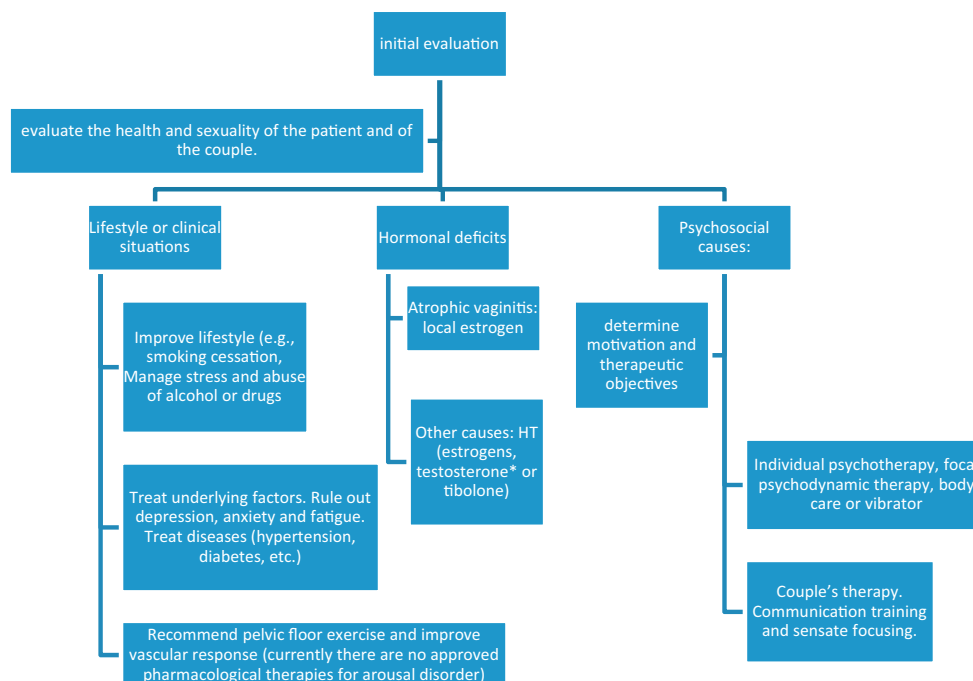 initial evaluation
evaluate the health and sexuality of the patient and of
the couple.
Lifestyle or clinical
situations
Improve lifestyle (e.g.,
smoking cessation,
Manage stress and abuse
of alcohol or drugs
Treat underlying factors. Rule out
depression, anxiety and fatigue.
Treat diseases (hypertension,
diabetes, etc.)
Recommend pelvic floor exercise and improve
vascular response (currently there are no approved
pharmacological therapies for arousal disorder)
Hormonal deficits
Atrophic vaginitis:
local estrogen
Other causes: HT
(estrogens,
testosterone* or
tibolone)
Psychosocial
causes:
determine
motivation and
therapeutic
objectives
Individual psychotherapy, foca
psychodynamic therapy, body
care or vibrator
Couple's therapy.
Communication training
and sensate focusing.